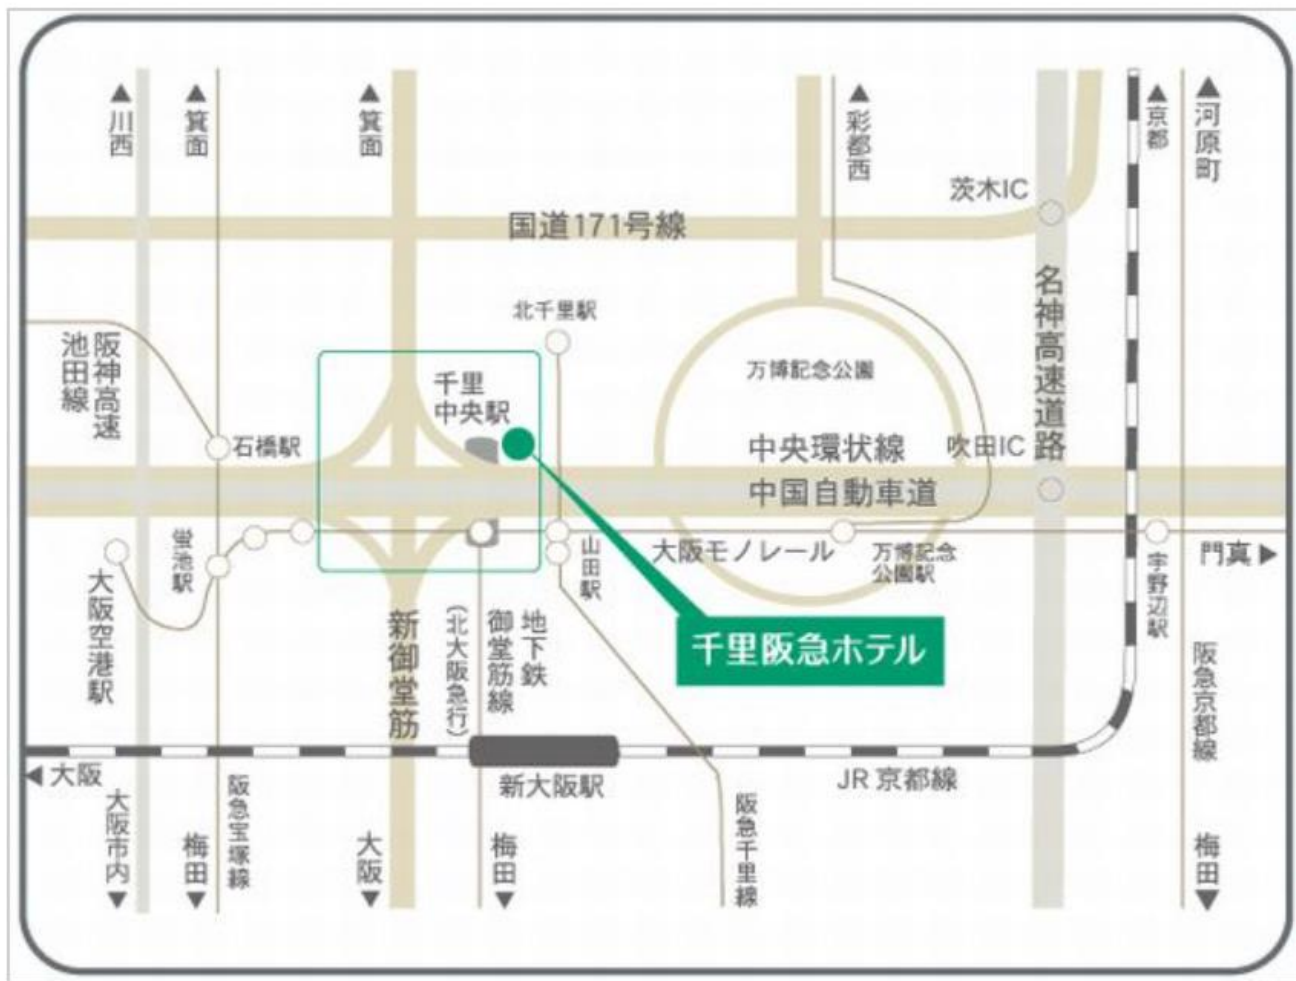 ▲川西
▲箕面
▲箕面
▲彩都西
▲京都
▲河原町
茨木IC
国道171号線
名神高速道路
北千里駅
阪神高速
池田線
万博記念公園
千里
中央駅
石橋駅
中央環状線
吹田IC
中国自動車道
蛍池駅
大阪空港駅
山田駅
大阪モノレール
万博記念
公園駅
宇野辺駅
門真▶
新御堂筋
(北大阪急行)
地下鉄
御堂筋線
千里阪急ホテル
阪急京都線
◀大阪
新大阪駅
JR京都線
大阪市内▼
梅田▼
阪急宝塚線
大阪▼
梅田▼
阪急千里線
梅田▼